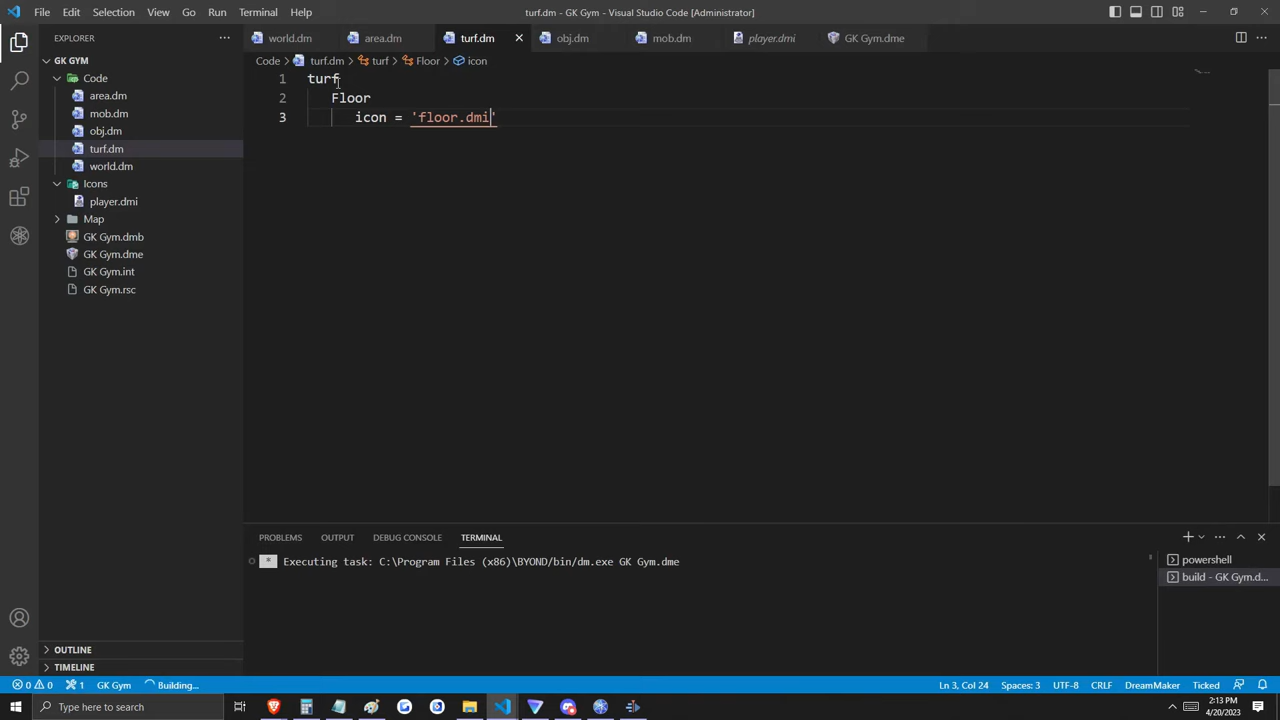 File Edit Selection View Go Run Terminal Help
turf.dm - GK Gym - Visual Studio Code [Administrator]
EXPLORER
world.dm area.dm turf.dm obj.dm mob.dm player.dmi GK Gym.dme
GK GYM
Code
area.dm
mob.dm
obj.dm
turf.dm
world.dm
Icons
player.dmi
Map
GK Gym.dmb
GK Gym.dme
GK Gym.int
GK Gym.rsc
OUTLINE
TIMELINE
Code > turf.dm > turf > Floor > icon
1 turf
2 Floor
3 icon = 'floor.dmi'
PROBLEMS OUTPUT DEBUG CONSOLE TERMINAL
* Executing task: C:\Program Files (x86)\BYOND/bin/dm.exe GK Gym.dme
powershell
build - GK Gym.d...
0 0 1 GK Gym Building... Ln 3, Col 24 Spaces: 3 UTF-8 CRLF DreamMaker Ticked
Type here to search
2:13 PM
4/20/2023